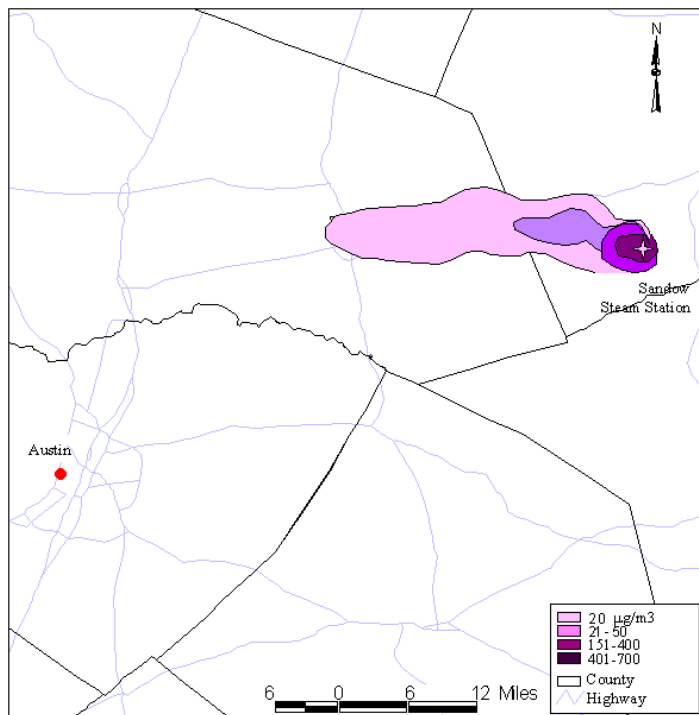 N
Sandow
Steam Station
Austin
20 µg/m3
21 - 50
151-400
401-700
County
Highway
6 0 6 12 Miles